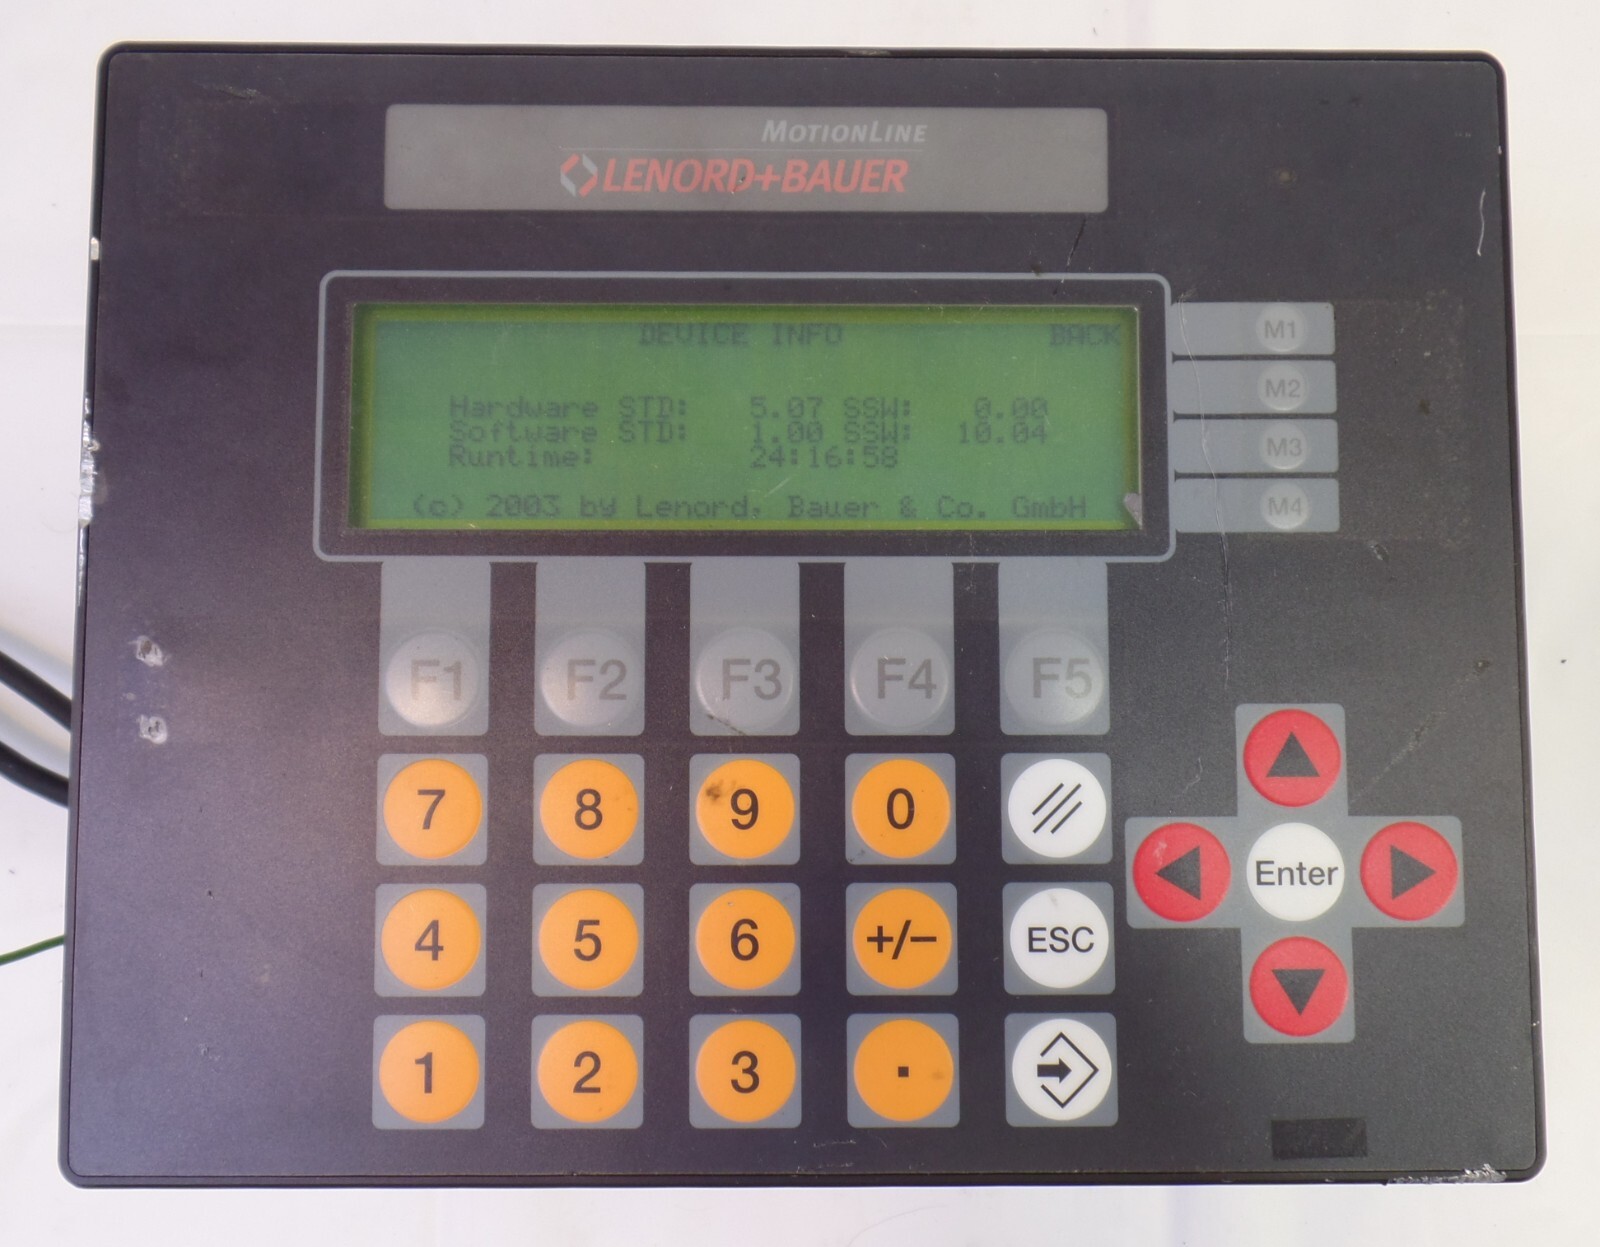 MOTIONLINE
LENORD+BAUER
DEVICE INFO BACK
Hardware STD: 5.07 SSW: 0.00
Software STD: 1.00 SSW: 10.04
Runtime: 24:16:58
(c) 2003 by Lenord, Bauer & Co. GmbH
M1
M2
M3
M4
F1 F2 F3 F4 F5
7 8 9 0
4 5 6 +/− ESC
1 2 3 .
Enter